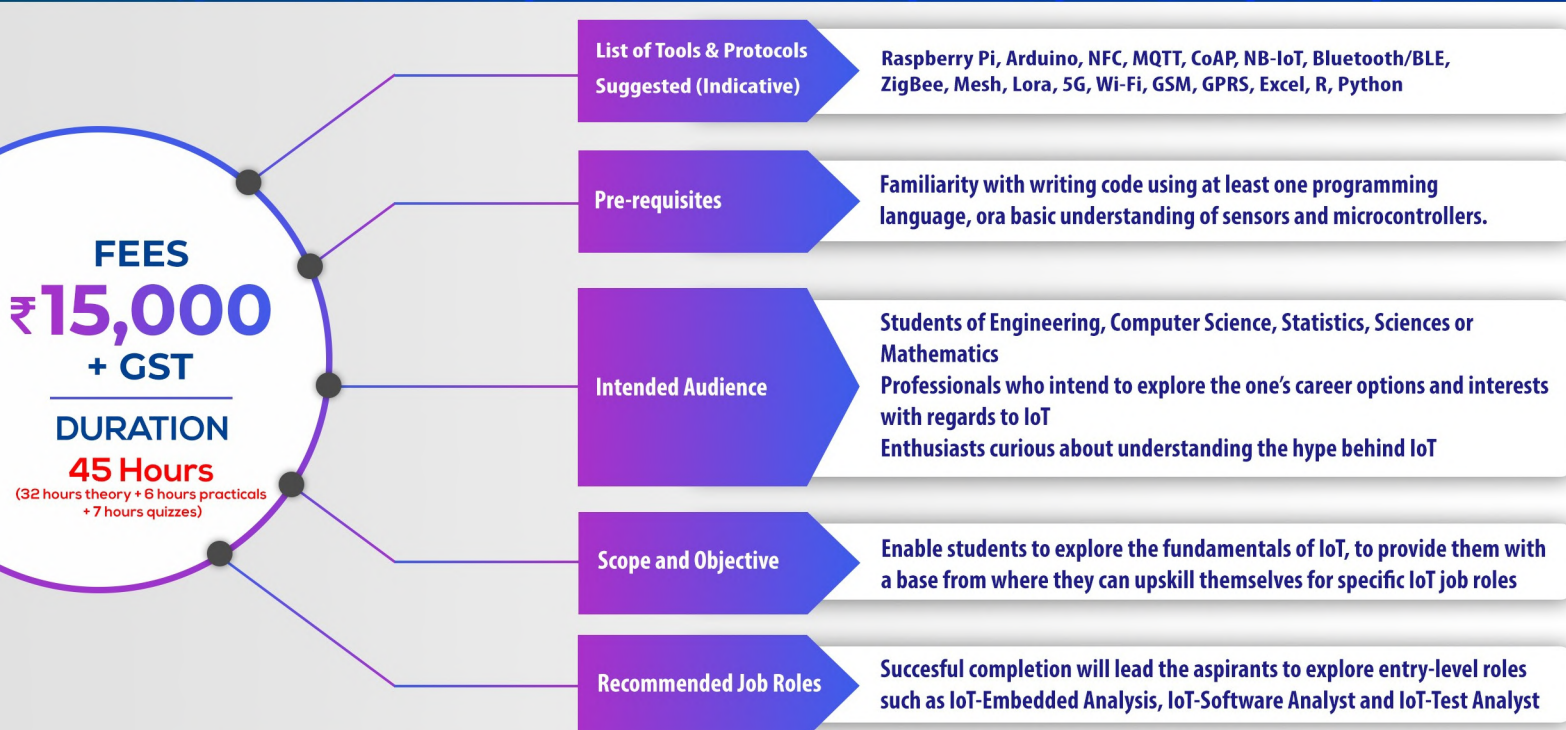 FEES
₹15,000
+ GST
DURATION
45 Hours
(32 hours theory + 6 hours practicals
+ 7 hours quizzes)
List of Tools & Protocols
Suggested (Indicative)
Raspberry Pi, Arduino, NFC, MQTT, CoAP, NB-IoT, Bluetooth/BLE,
ZigBee, Mesh, Lora, 5G, Wi-Fi, GSM, GPRS, Excel, R, Python
Pre-requisites
Familiarity with writing code using at least one programming
language, ora basic understanding of sensors and microcontrollers.
Intended Audience
Students of Engineering, Computer Science, Statistics, Sciences or
Mathematics
Professionals who intend to explore the one's career options and interests
with regards to IoT
Enthusiasts curious about understanding the hype behind IoT
Scope and Objective
Enable students to explore the fundamentals of IoT, to provide them with
a base from where they can upskill themselves for specific IoT job roles
Recommended Job Roles
Succesful completion will lead the aspirants to explore entry-level roles
such as IoT-Embedded Analysis, IoT-Software Analyst and IoT-Test Analyst